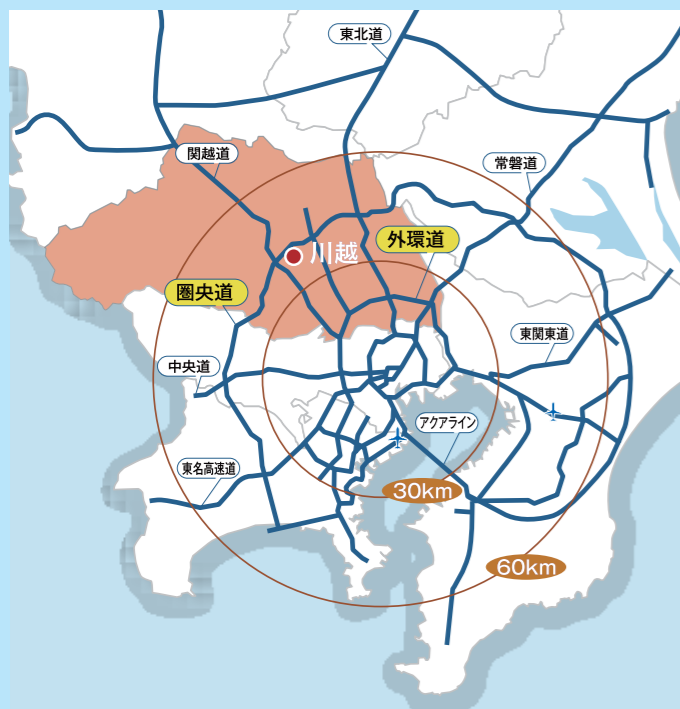 東北道
関越道
常磐道
川越
外環道
圏央道
東関東道
中央道
アクアライン
東名高速道
30km
60km